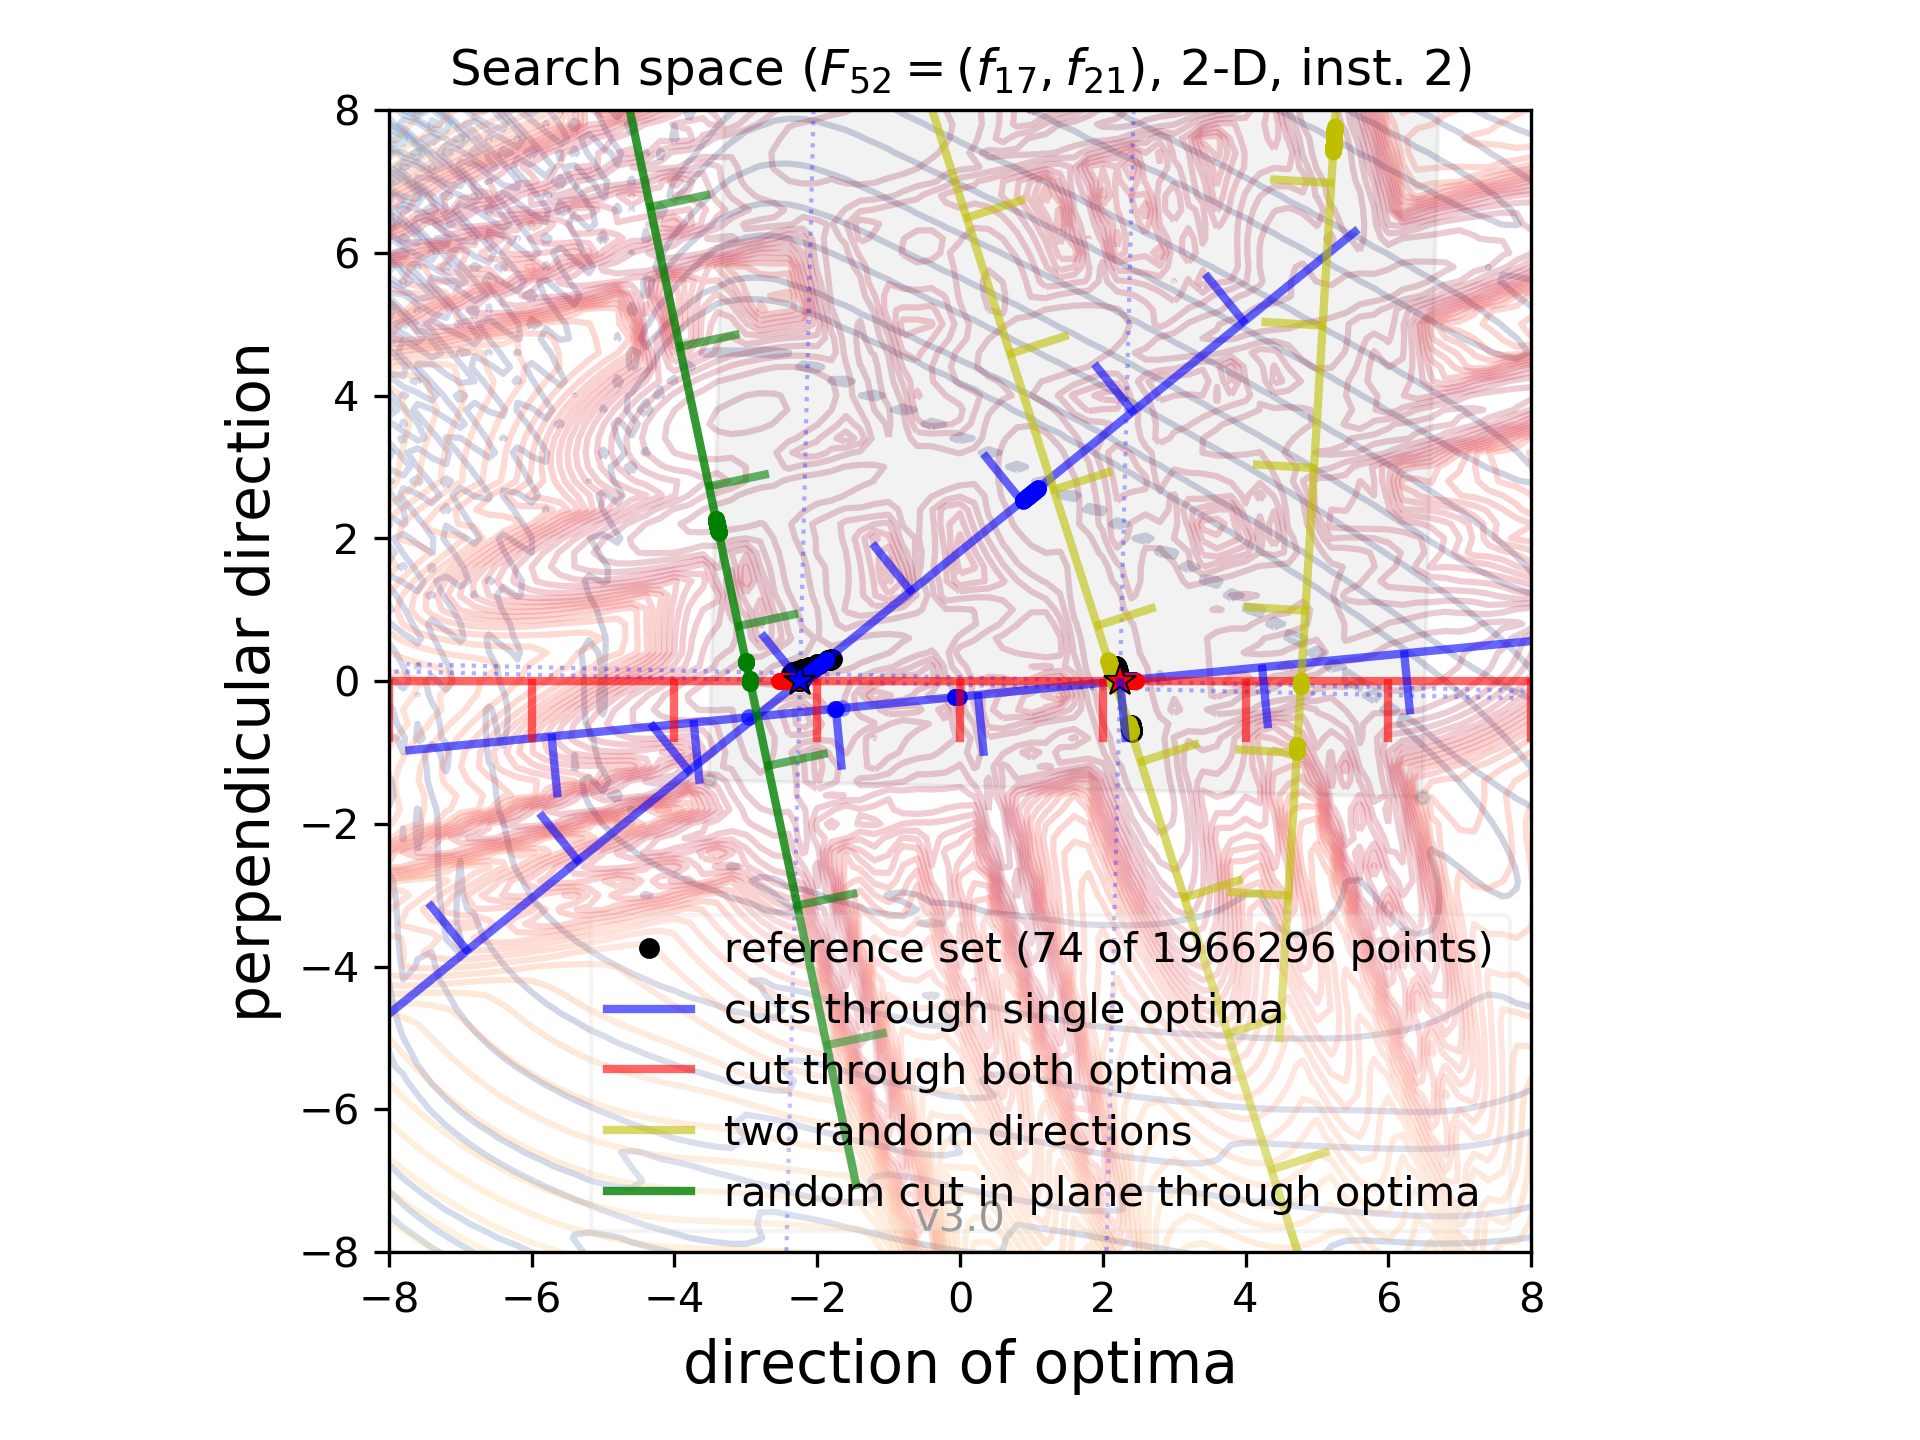 Search space (F52 = (f17, f21), 2-D, inst. 2)
perpendicular direction
8
6
4
2
0
−2
−4
−6
−8
reference set (74 of 1966296 points)
cuts through single optima
cut through both optima
two random directions
random cut in plane through optima
v3.0
−8 −6 −4 −2 0 2 4 6 8
direction of optima